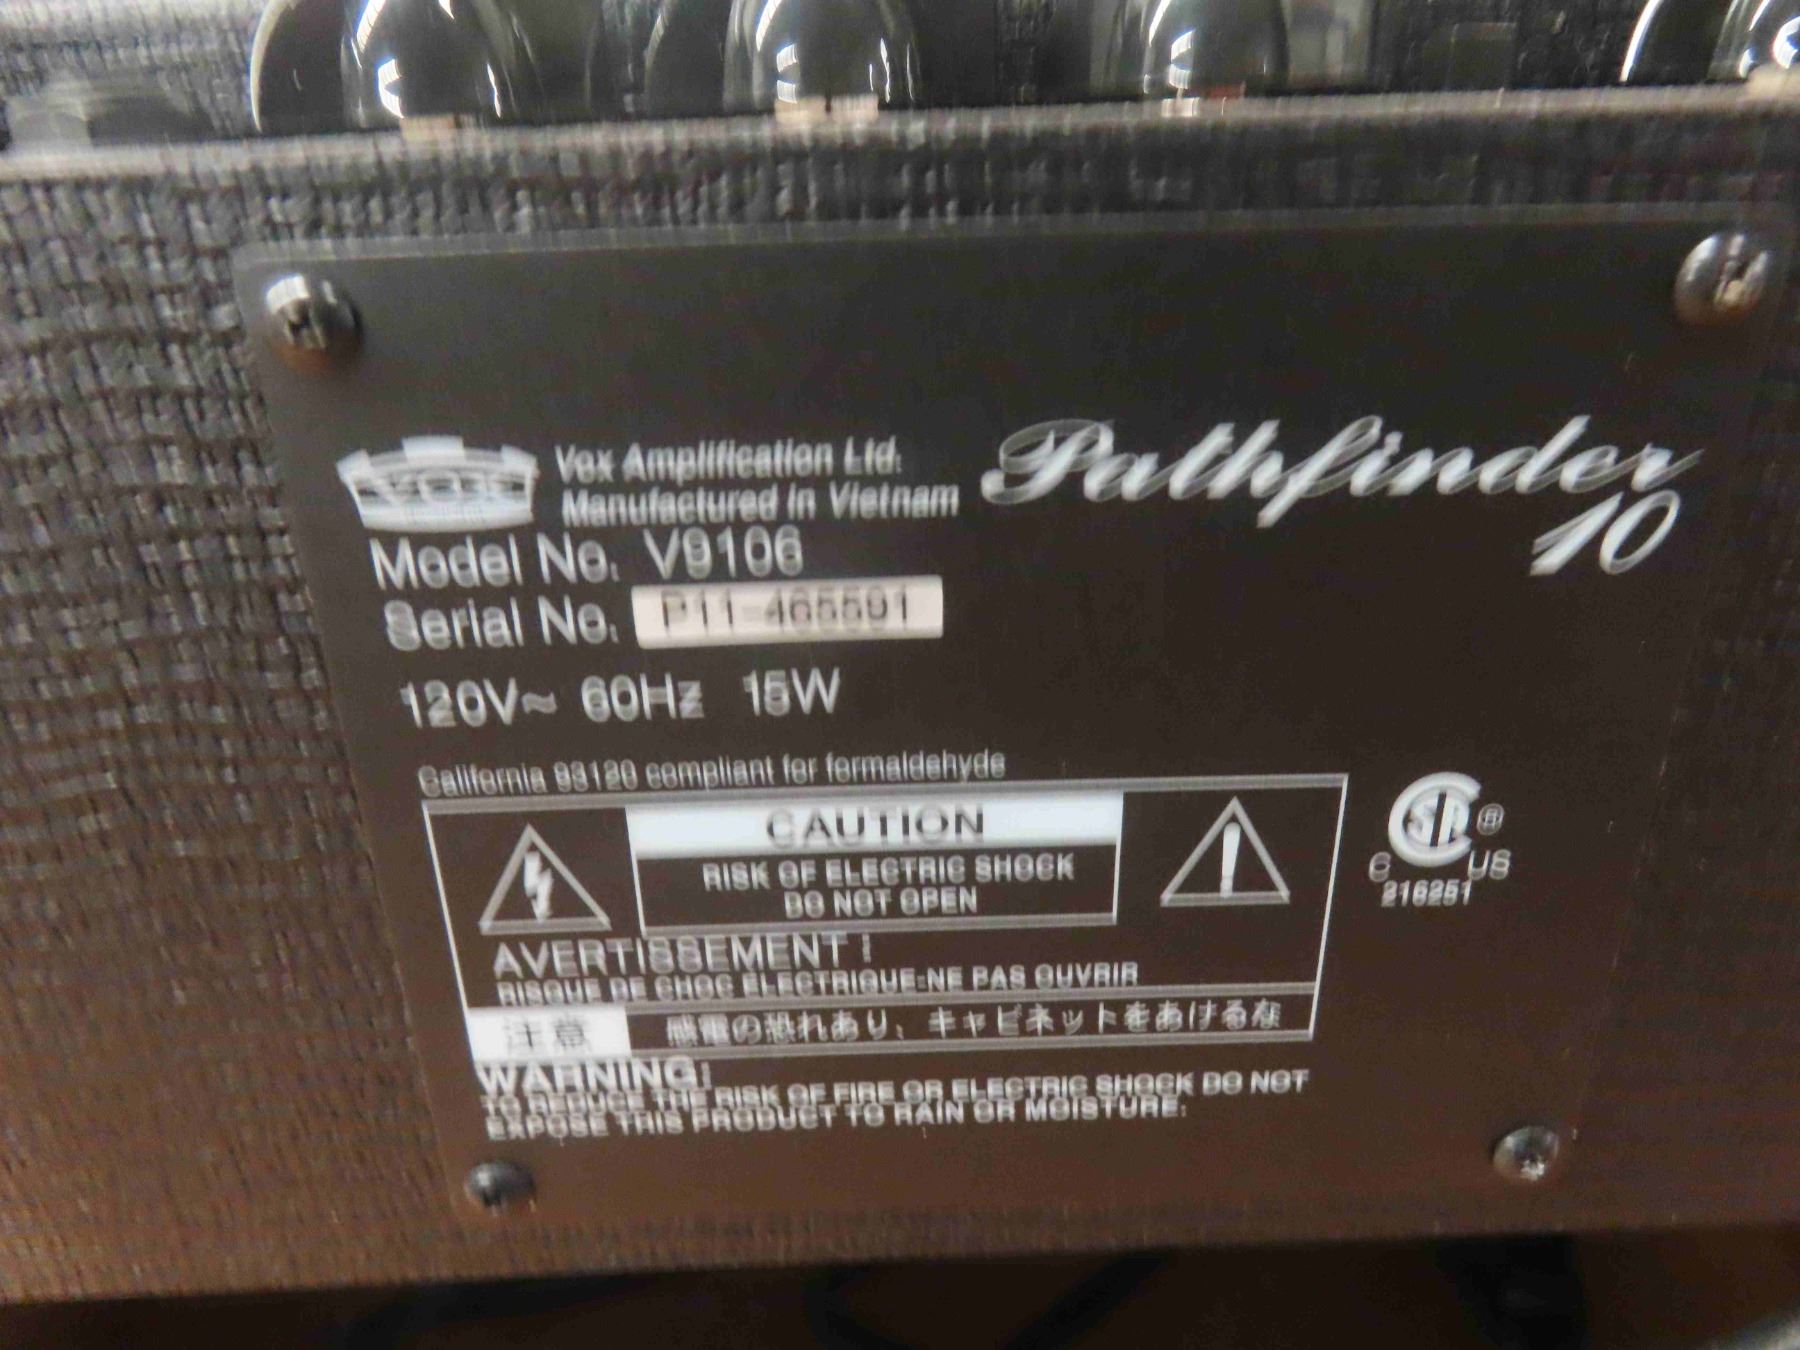 VOX
Vox Amplification Ltd.
Manufactured in Vietnam
Pathfinder
10
Model No. V9106
Serial No.
120V~ 60Hz 15W
California 93120 compliant for formaldehyde
CAUTION
RISK OF ELECTRIC SHOCK
DO NOT OPEN
AVERTISSEMENT:
RISQUE DE CHOC ELECTRIQUE-NE PAS OUVRIR
注意 感電の恐れあり、キャビネットをあけるな
WARNING:
TO REDUCE THE RISK OF FIRE OR ELECTRIC SHOCK DO NOT
EXPOSE THIS PRODUCT TO RAIN OR MOISTURE.
SA ®
C US
216251